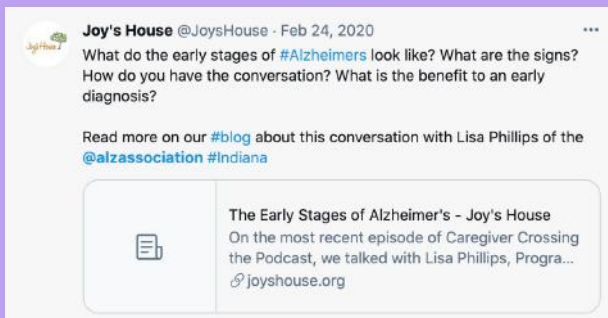 Joy's House @JoysHouse · Feb 24, 2020
Joy's House
What do the early stages of #Alzheimers look like? What are the signs?
How do you have the conversation? What is the benefit to an early
diagnosis?
Read more on our #blog about this conversation with Lisa Phillips of the
@alzassociation #Indiana
The Early Stages of Alzheimer's - Joy's House
On the most recent episode of Caregiver Crossing
the Podcast, we talked with Lisa Phillips, Progra...
joyshouse.org